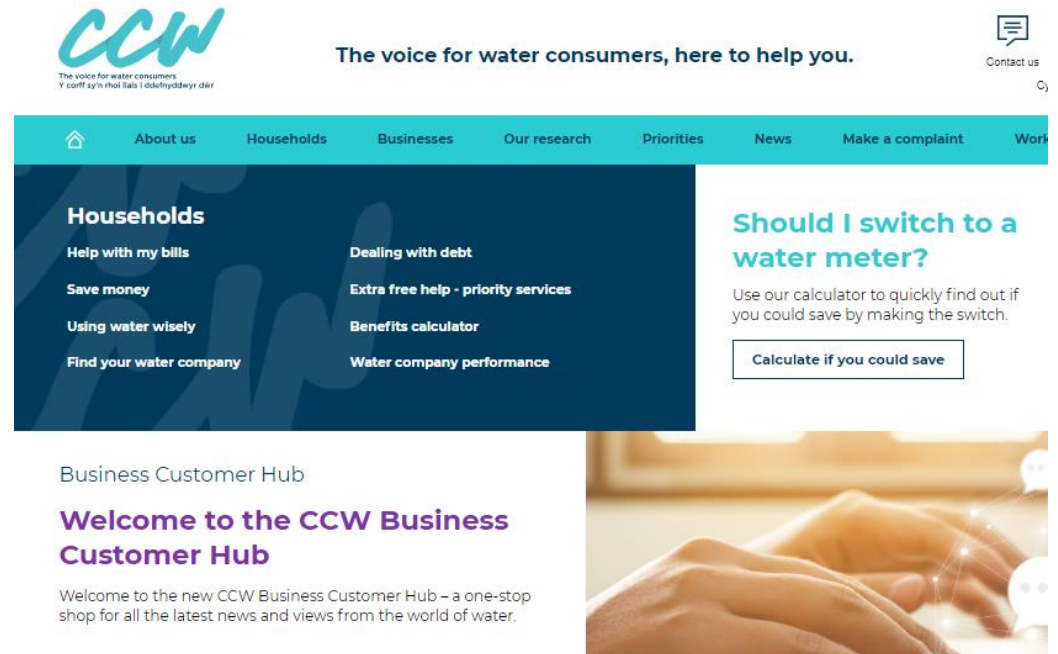 CCW
The voice for water consumers
Y corff sy'n rhoi llais i ddefnyddwyr dŵr
The voice for water consumers, here to help you.
Contact us
Cy
About us
Households
Businesses
Our research
Priorities
News
Make a complaint
Work
Households
Help with my bills
Save money
Using water wisely
Find your water company
Dealing with debt
Extra free help - priority services
Benefits calculator
Water company performance
Should I switch to a
water meter?
Use our calculator to quickly find out if
you could save by making the switch.
Calculate if you could save
Business Customer Hub
Welcome to the CCW Business
Customer Hub
Welcome to the new CCW Business Customer Hub – a one-stop
shop for all the latest news and views from the world of water.